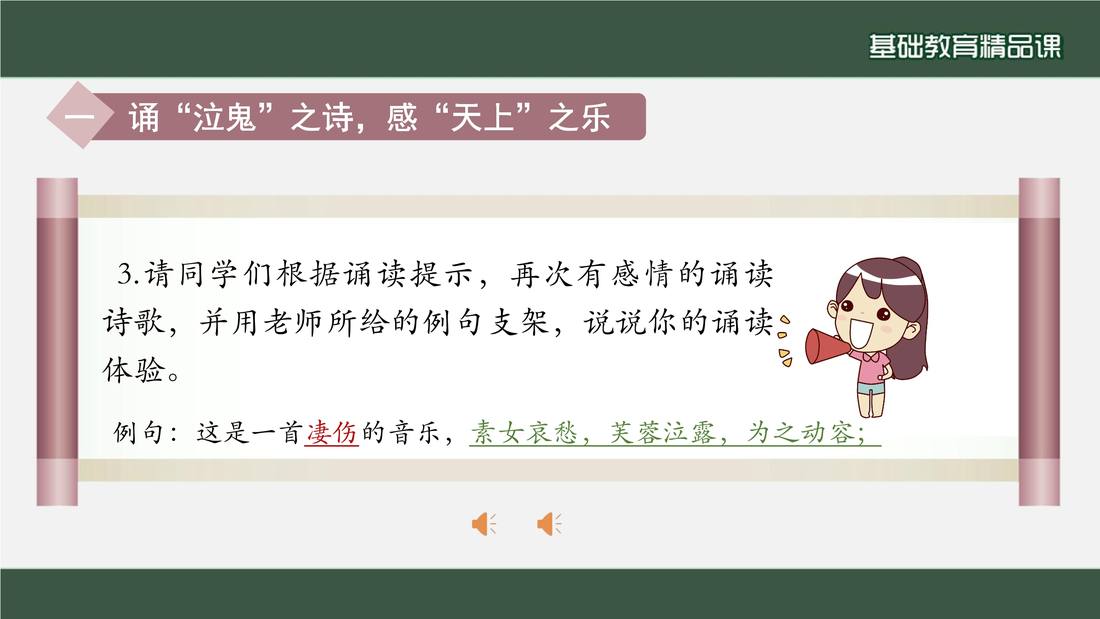 基础教育精品课
一 诵“泣鬼”之诗，感“天上”之乐
3.请同学们根据诵读提示，再次有感情的诵读
诗歌，并用老师所给的例句支架，说说你的诵读
体验。
例句：这是一首凄伤的音乐，素女哀愁，芙蓉泣露，为之动容；